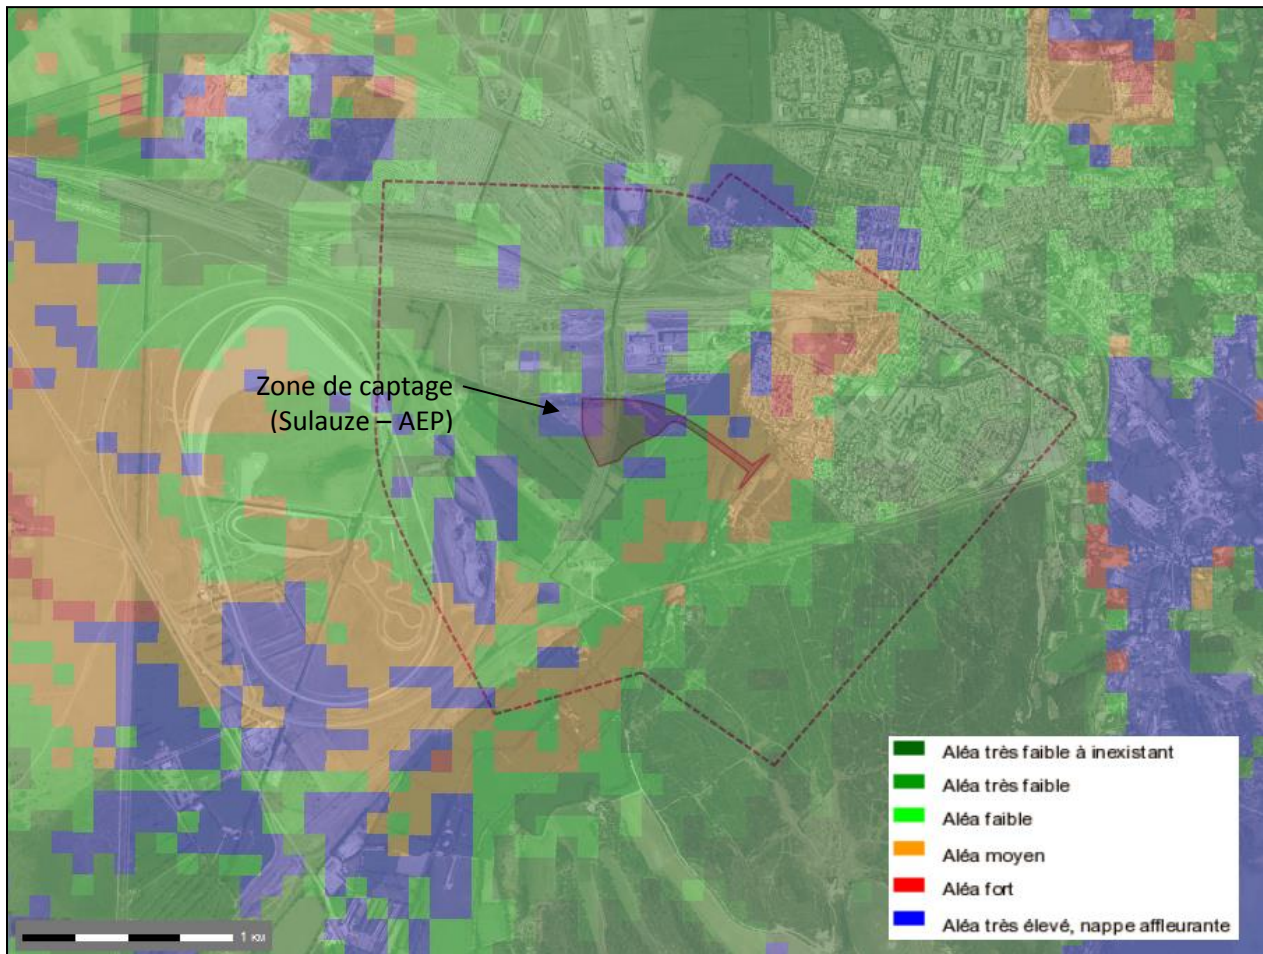 Zone de captage
(Sulauze – AEP)
Aléa très faible à inexistant
Aléa très faible
Aléa faible
Aléa moyen
Aléa fort
Aléa très élevé, nappe affleurante
1 KM